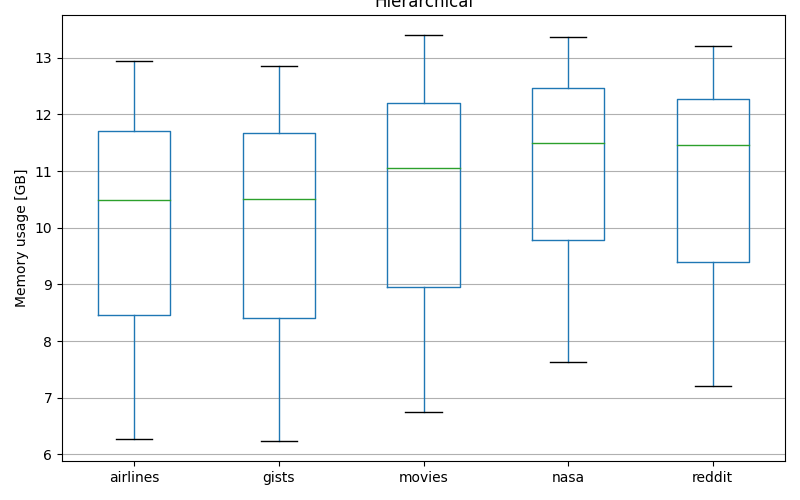 Hierarchical
Memory usage [GB]
13
12
11
10
9
8
7
6
airlines gists movies nasa reddit